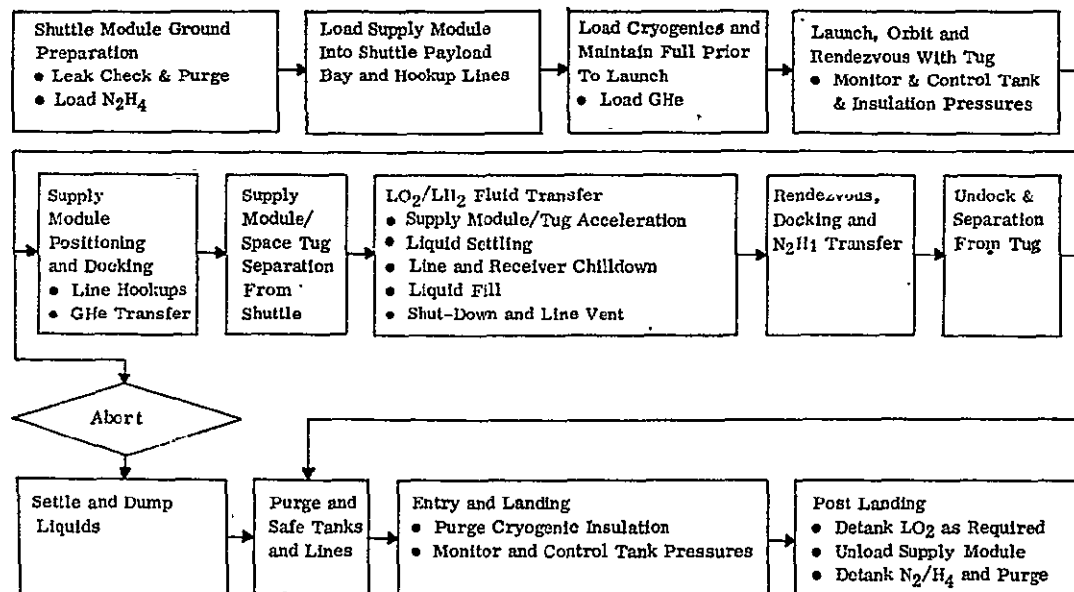 Shuttle Module Ground
Preparation
● Leak Check & Purge
● Load N2H4
Load Supply Module
Into Shuttle Payload
Bay and Hookup Lines
Load Cryogenics and
Maintain Full Prior
To Launch
● Load GHe
Launch, Orbit and
Rendezvous With Tug
● Monitor & Control Tank
& Insulation Pressures
Supply
Module
Positioning
and Docking
● Line Hookups
● GHe Transfer
Supply
Module/
Space Tug
Separation
From
Shuttle
LO2/LH2 Fluid Transfer
● Supply Module/Tug Acceleration
● Liquid Settling
● Line and Receiver Chilldown
● Liquid Fill
● Shut-Down and Line Vent
Rendezvous,
Docking and
N2H4 Transfer
Undock &
Separation
From Tug
Abort
Settle and Dump
Liquids
Purge and
Safe Tanks
and Lines
Entry and Landing
● Purge Cryogenic Insulation
● Monitor and Control Tank Pressures
Post Landing
● Detank LO2 as Required
● Unload Supply Module
● Detank N2/H4 and Purge